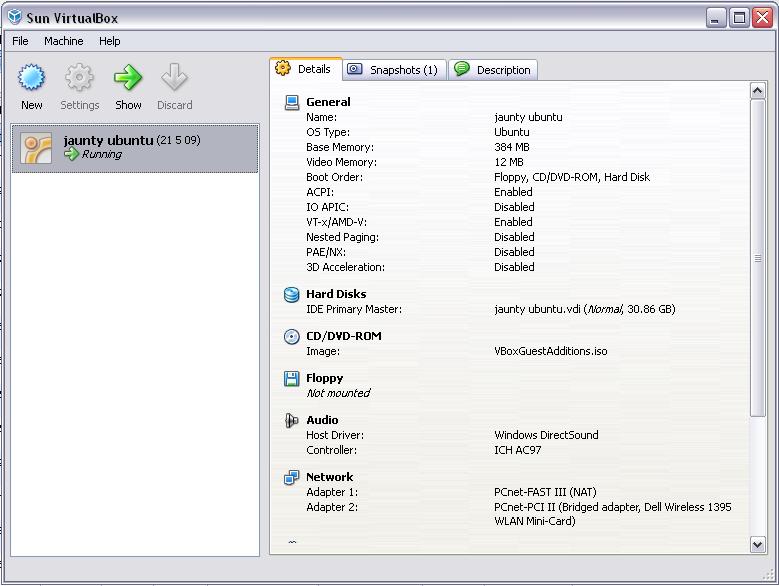 Sun VirtualBox
File Machine Help
New Settings Show Discard
jaunty ubuntu (21 5 09)
Running
Details Snapshots (1) Description
General
Name: jaunty ubuntu
OS Type: Ubuntu
Base Memory: 384 MB
Video Memory: 12 MB
Boot Order: Floppy, CD/DVD-ROM, Hard Disk
ACPI: Enabled
IO APIC: Disabled
VT-x/AMD-V: Enabled
Nested Paging: Disabled
PAE/NX: Disabled
3D Acceleration: Disabled
Hard Disks
IDE Primary Master: jaunty ubuntu.vdi (Normal, 30.86 GB)
CD/DVD-ROM
Image: VBoxGuestAdditions.iso
Floppy
Not mounted
Audio
Host Driver: Windows DirectSound
Controller: ICH AC97
Network
Adapter 1: PCnet-FAST III (NAT)
Adapter 2: PCnet-PCI II (Bridged adapter, Dell Wireless 1395
WLAN Mini-Card)